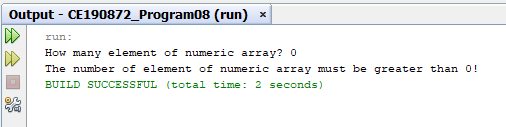 Output - CE190872_Program08 (run) ×
run:
How many element of numeric array? 0
The number of element of numeric array must be greater than 0!
BUILD SUCCESSFUL (total time: 2 seconds)